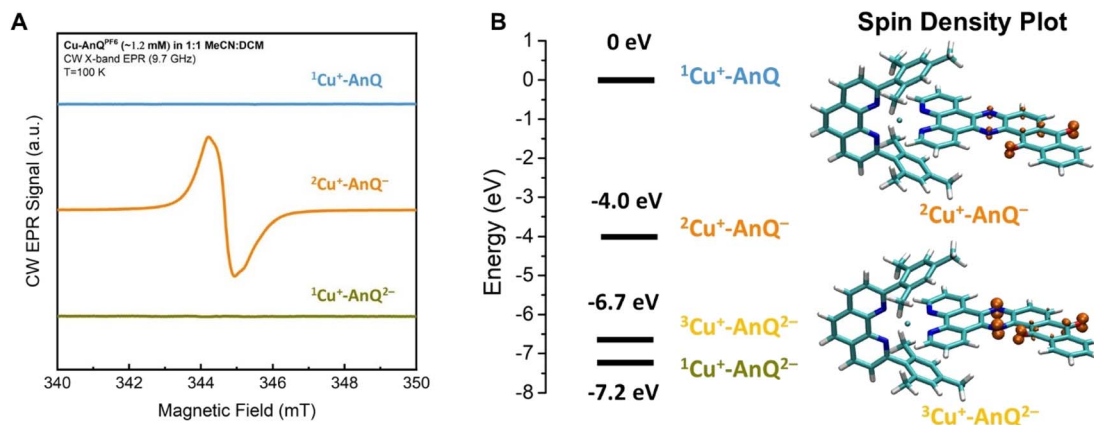 A
Cu-AnQᴾᶠ⁶ (~1.2 mM) in 1:1 MeCN:DCM
CW X-band EPR (9.7 GHz)
T=100 K
¹Cu⁺-AnQ
²Cu⁺-AnQ⁻
¹Cu⁺-AnQ²⁻
CW EPR Signal (a.u.)
340 342 344 346 348 350
Magnetic Field (mT)
B
Spin Density Plot
Energy (eV)
1
0
-1
-2
-3
-4
-5
-6
-7
-8
0 eV
¹Cu⁺-AnQ
-4.0 eV
²Cu⁺-AnQ⁻
-6.7 eV
³Cu⁺-AnQ²⁻
¹Cu⁺-AnQ²⁻
-7.2 eV
²Cu⁺-AnQ⁻
³Cu⁺-AnQ²⁻